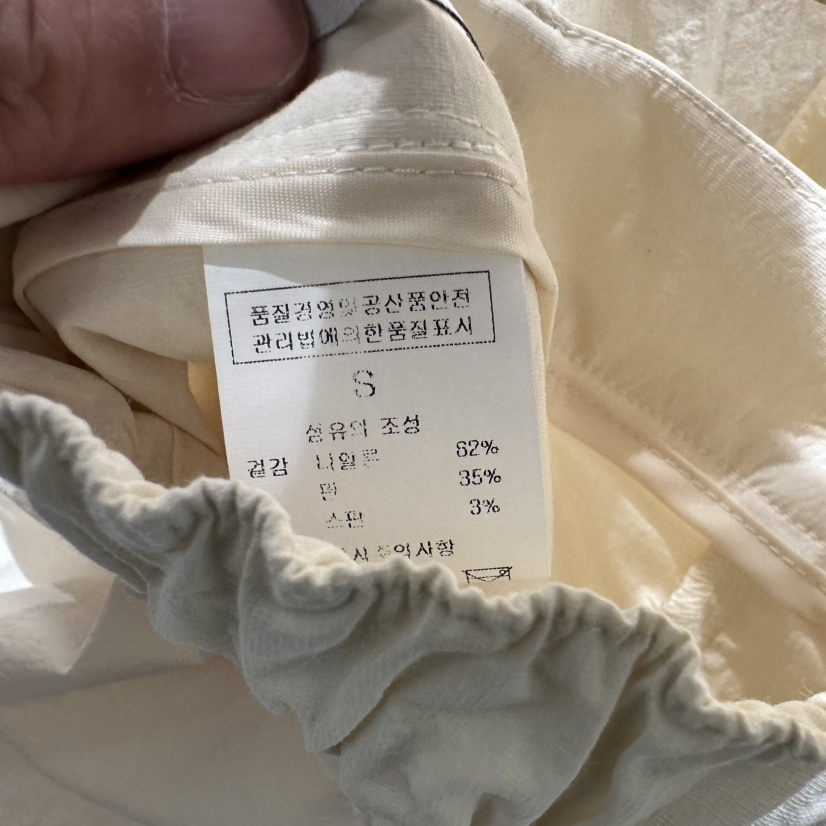 품질경영및공산품안전
관리법에의한품질표시
S
섬유의 조성
겉감 나일론 62%
면 35%
스판 3%